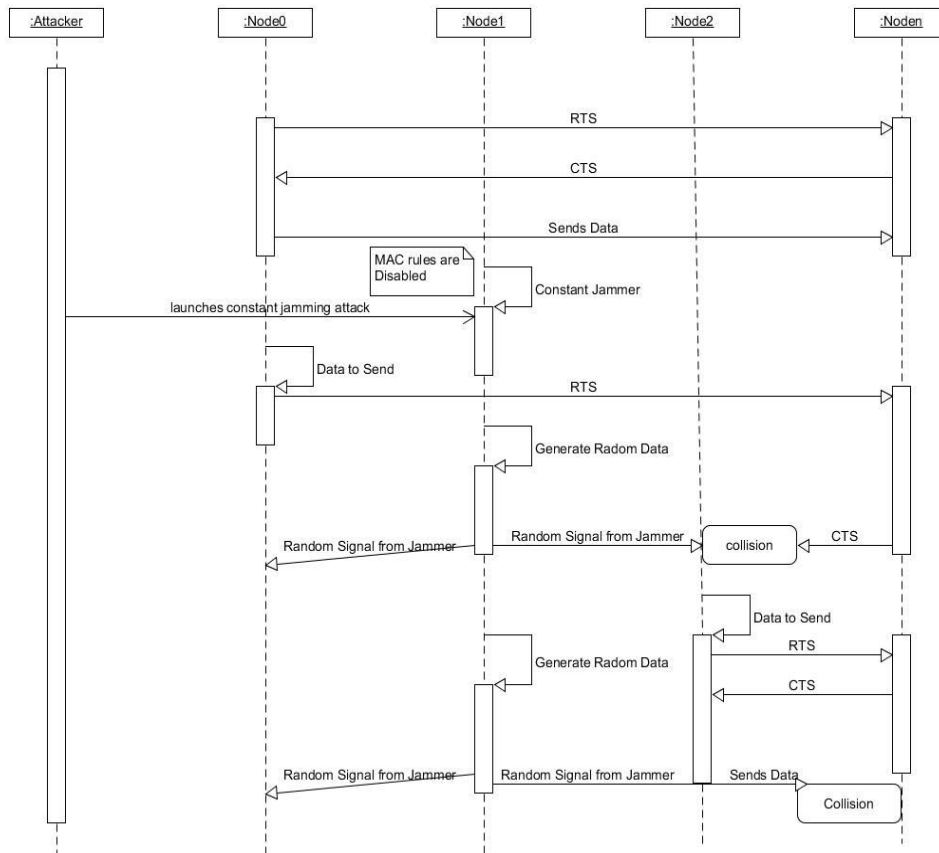 :Attacker
:Node0
:Node1
:Node2
:Noden
RTS
CTS
Sends Data
MAC rules are
Disabled
Constant Jammer
launches constant jamming attack
Data to Send
RTS
Generate Radom Data
Random Signal from Jammer
Random Signal from Jammer
collision
CTS
Data to Send
RTS
Generate Radom Data
CTS
Random Signal from Jammer
Random Signal from Jammer
Sends Data
Collision